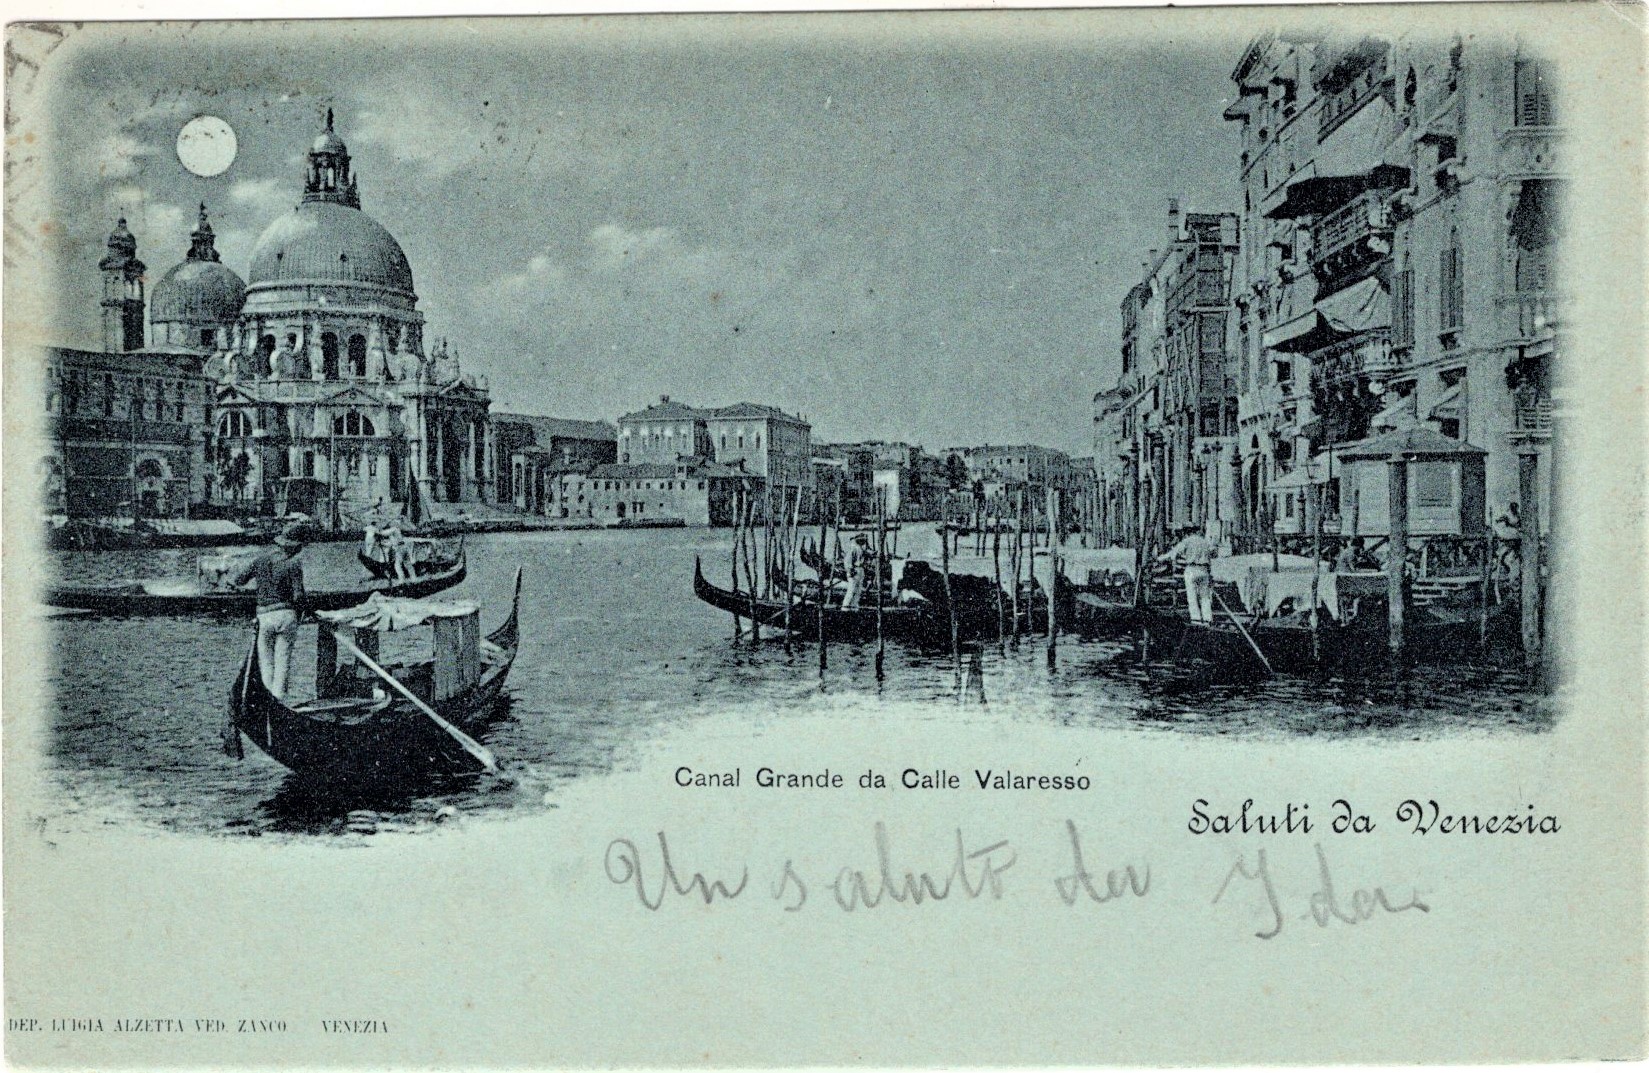 Canal Grande da Calle Valaresso
Saluti da Venezia
Un saluto da Ida.
DEP. LUIGIA ALZETTA VED. ZANCO VENEZIA